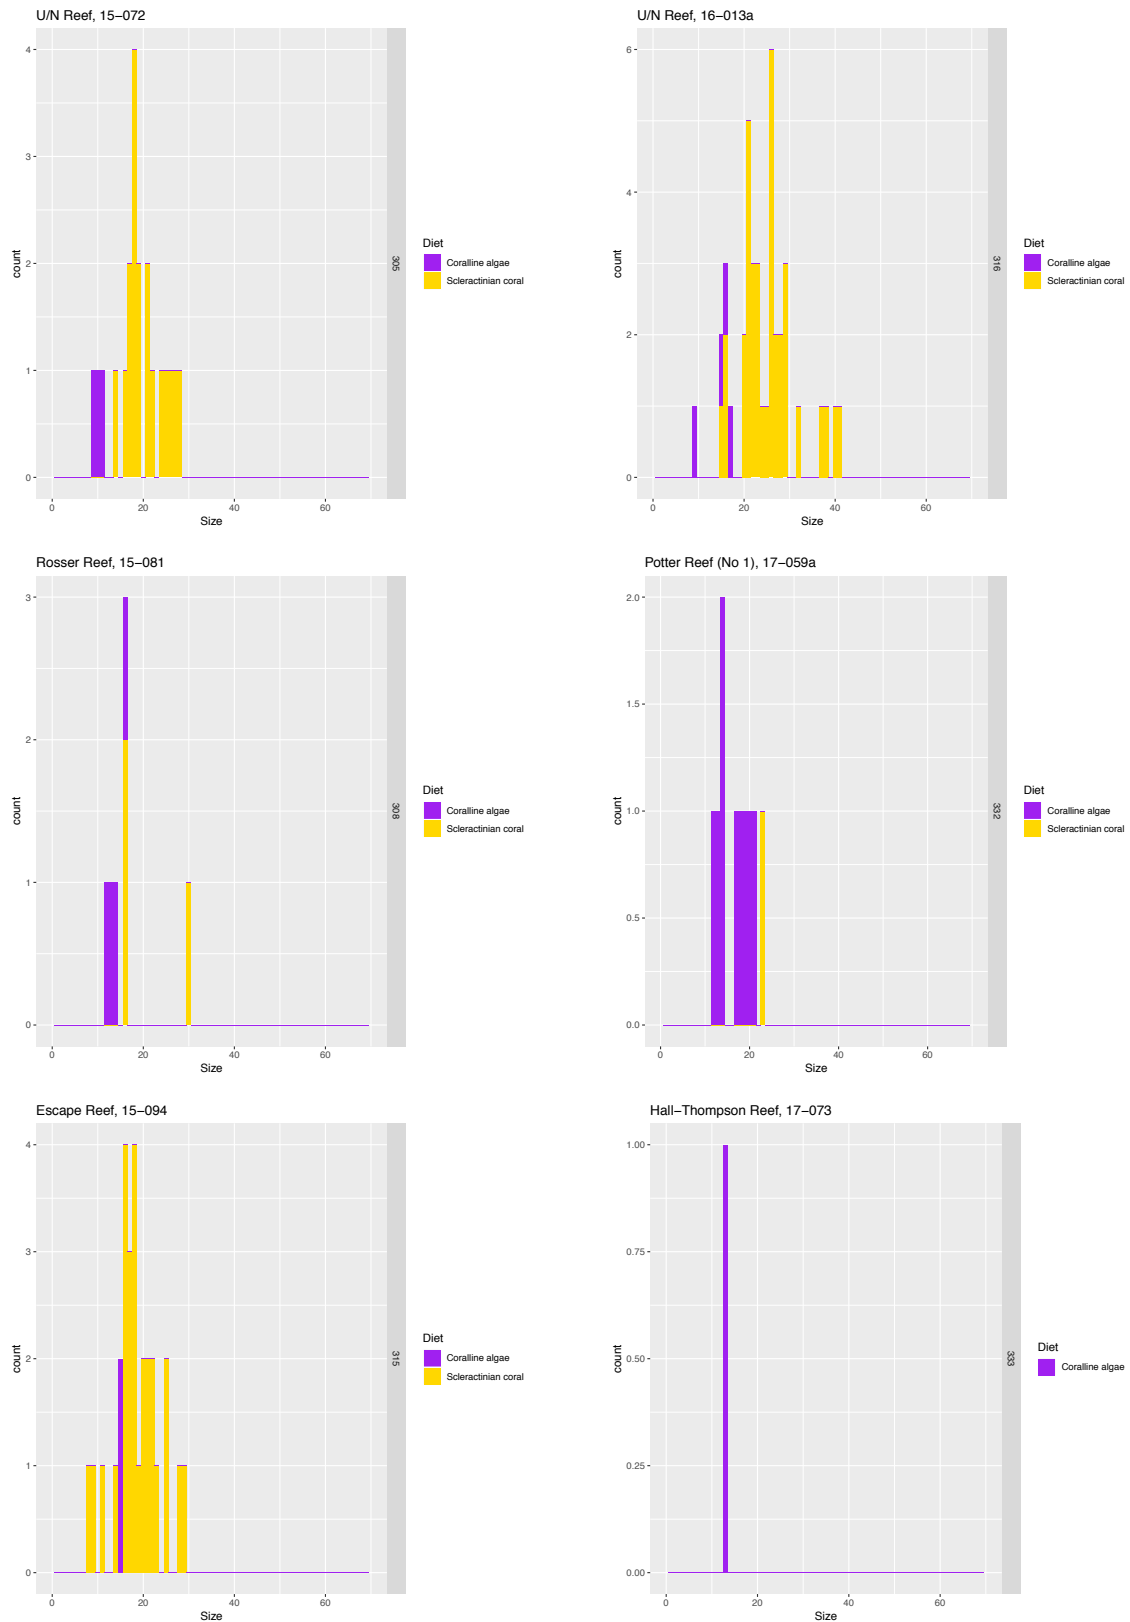 U/N Reef, 15−072
4
3
2
1
0
count
0 20 40 60
Size
305
Diet
Coralline algae
Scleractinian coral
U/N Reef, 16−013a
6
4
2
0
count
0 20 40 60
Size
316
Diet
Coralline algae
Scleractinian coral
Rosser Reef, 15−081
3
2
1
0
count
0 20 40 60
Size
308
Diet
Coralline algae
Scleractinian coral
Potter Reef (No 1), 17−059a
2.0
1.5
1.0
0.5
0.0
count
0 20 40 60
Size
332
Diet
Coralline algae
Scleractinian coral
Escape Reef, 15−094
4
3
2
1
0
count
0 20 40 60
Size
315
Diet
Coralline algae
Scleractinian coral
Hall−Thompson Reef, 17−073
1.00
0.75
0.50
0.25
0.00
count
0 20 40 60
Size
333
Diet
Coralline algae